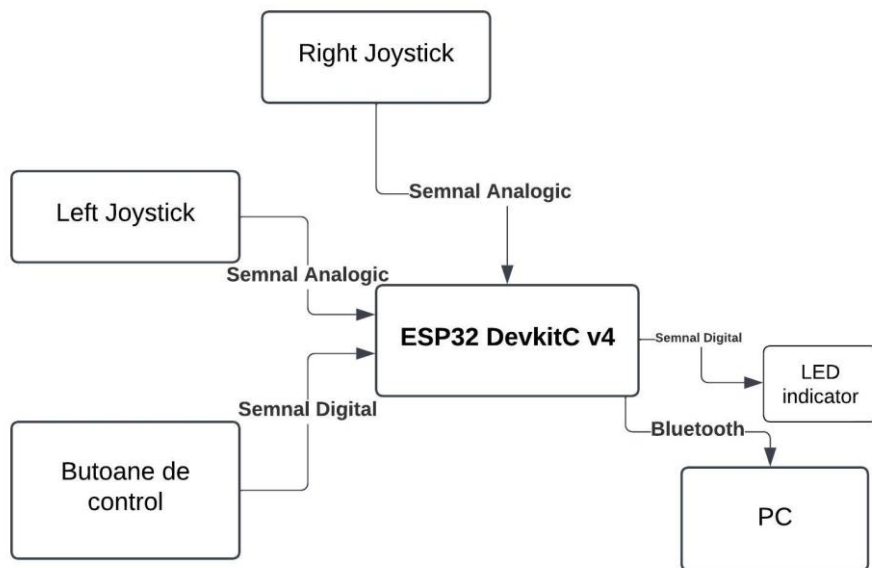 Right Joystick
Semnal Analogic
Left Joystick
Semnal Analogic
ESP32 DevkitC v4
Semnal Digital
LED
indicator
Semnal Digital
Bluetooth
Butoane de
control
PC